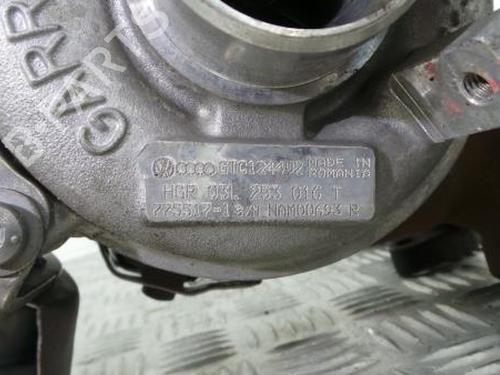 GARR
GTC1244VZ MADE IN
ROMANIA
HGR 03L 253 016 T
775517-1 S/N NAM00693 R